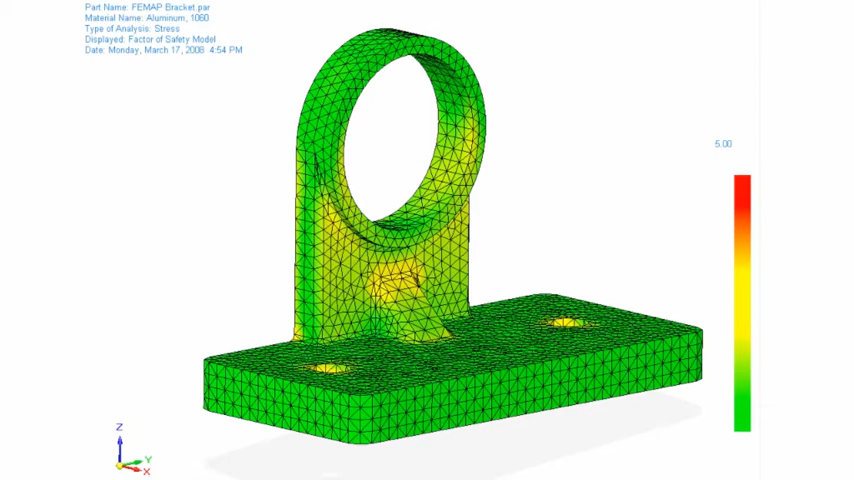 Part Name: FEMAP Bracket.par
Material Name: Aluminum, 1060
Type of Analysis: Stress
Displayed: Factor of Safety Model
Date: Monday, March 17, 2008 4:54 PM
5.00
Z
Y
X